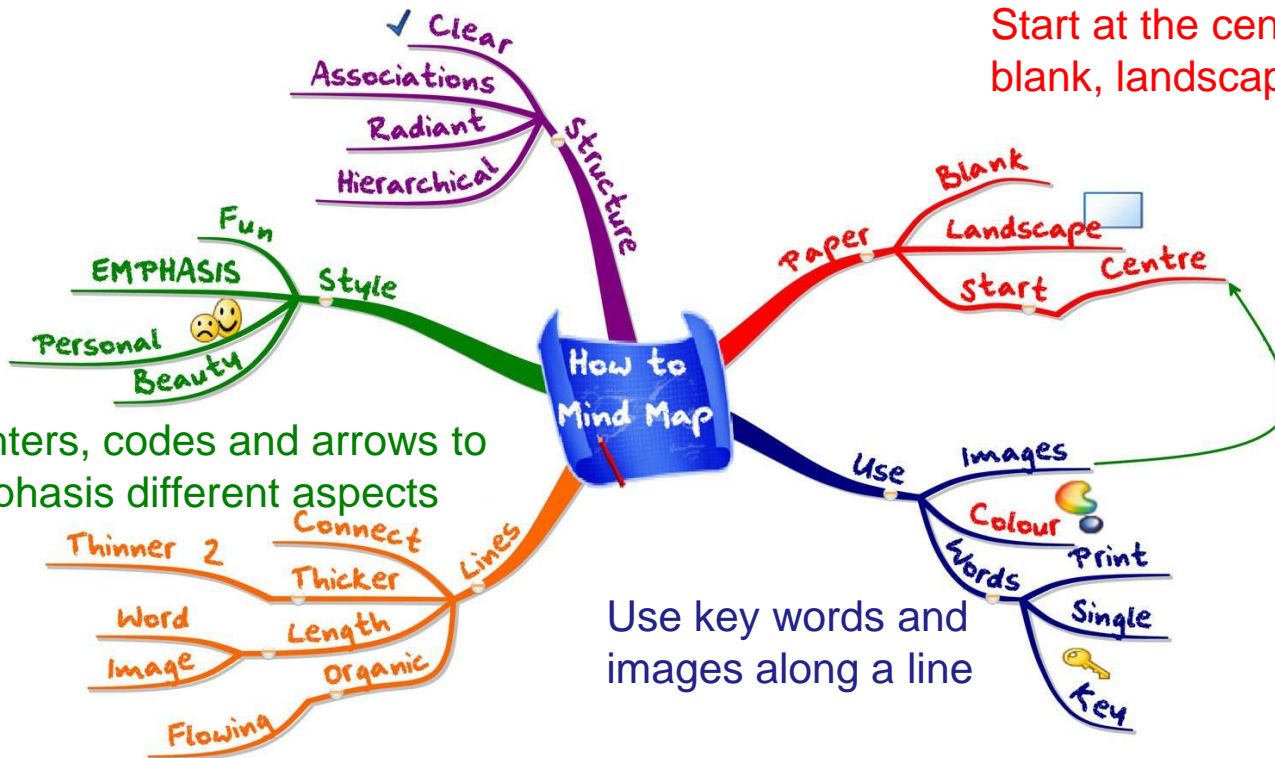 Start at the cen
blank, landscap
How to
Mind Map
Paper
Blank
Landscape
Start
Centre
Use
Images
Colour
Words
Print
Single
Key
Use key words and
images along a line
Lines
Connect
Thicker
Thinner 2
Length
Word
Image
Organic
Flowing
nters, codes and arrows to
phasis different aspects
Style
Fun
EMPHASIS
Personal
Beauty
Structure
Clear
Associations
Radiant
Hierarchical